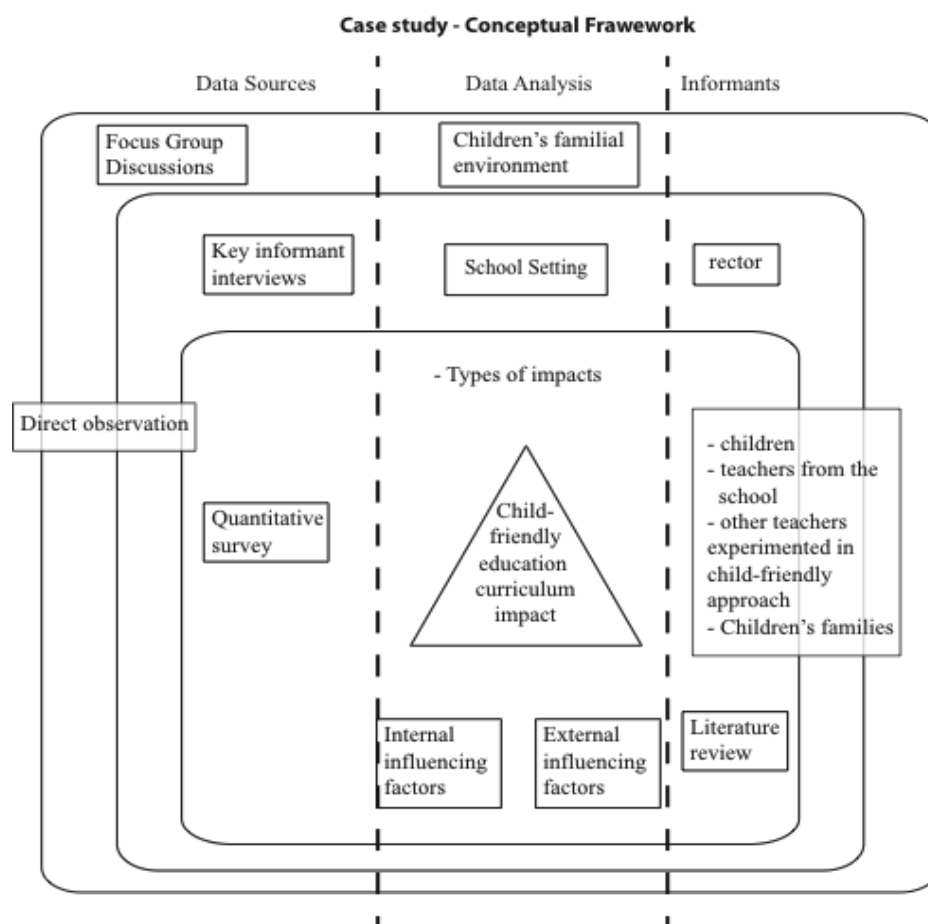 Case study - Conceptual Frawework
Data Sources
Data Analysis
Informants
Focus Group
Discussions
Children's familial
environment
Key informant
interviews
School Setting
rector
- Types of impacts
Direct observation
- children
- teachers from the
school
- other teachers
experimented in
child-friendly
approach
- Children's families
Quantitative
survey
Child-
friendly
education
curriculum
impact
Internal
influencing
factors
External
influencing
factors
Literature
review